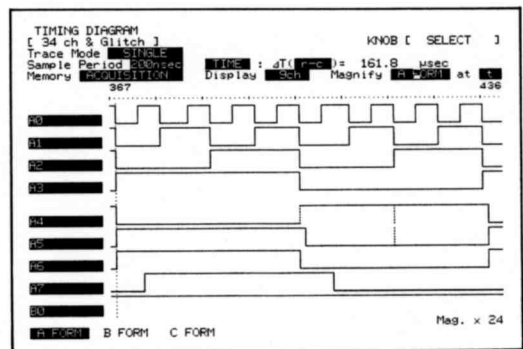 TIMING DIAGRAM
[ 34 ch & Glitch ] KNOB [ SELECT ]
Trace Mode SINGLE
Sample Period 200nsec TIME : ⊿T( r-c )= 161.8 μsec
Memory ACQUISITION Display 9ch Magnify A FORM at t
367 436
A0
A1
A2
A3
A4
A5
A6
A7
B0
Mag. x 24
A FORM B FORM C FORM